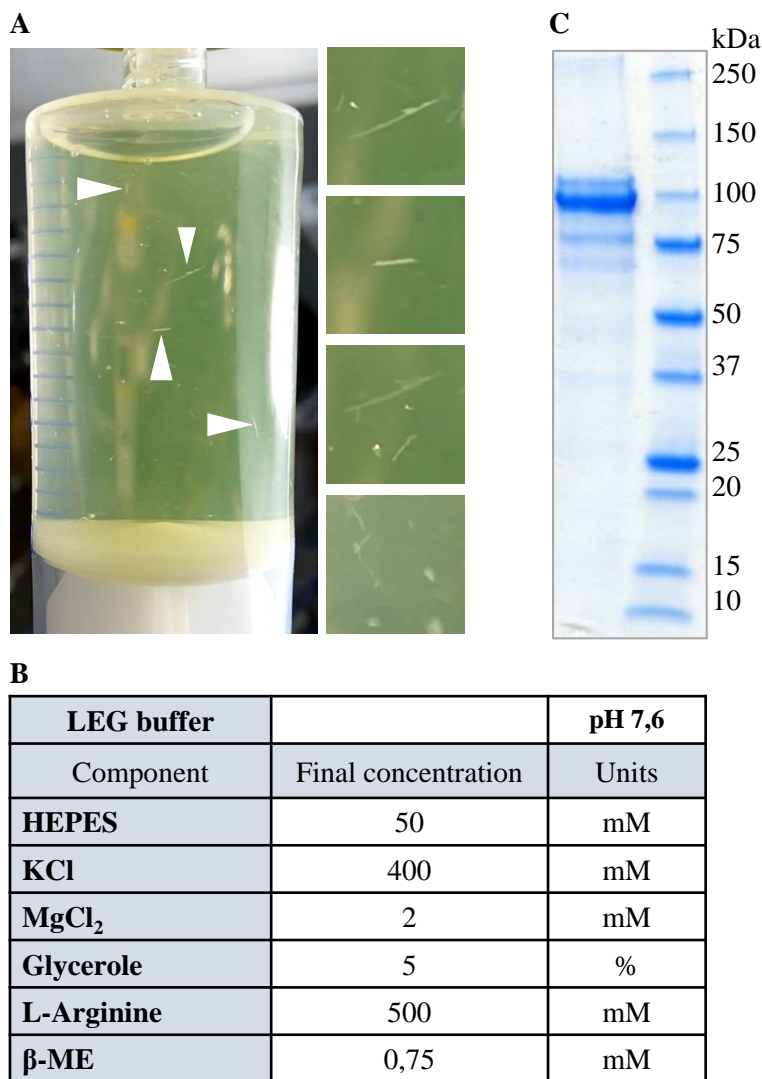 A
C
kDa
250
150
100
75
50
37
25
20
15
10
B
LEG buffer pH 7,6
Component Final concentration Units
HEPES 50 mM
KCl 400 mM
MgCl₂ 2 mM
Glycerole 5 %
L-Arginine 500 mM
β-ME 0,75 mM